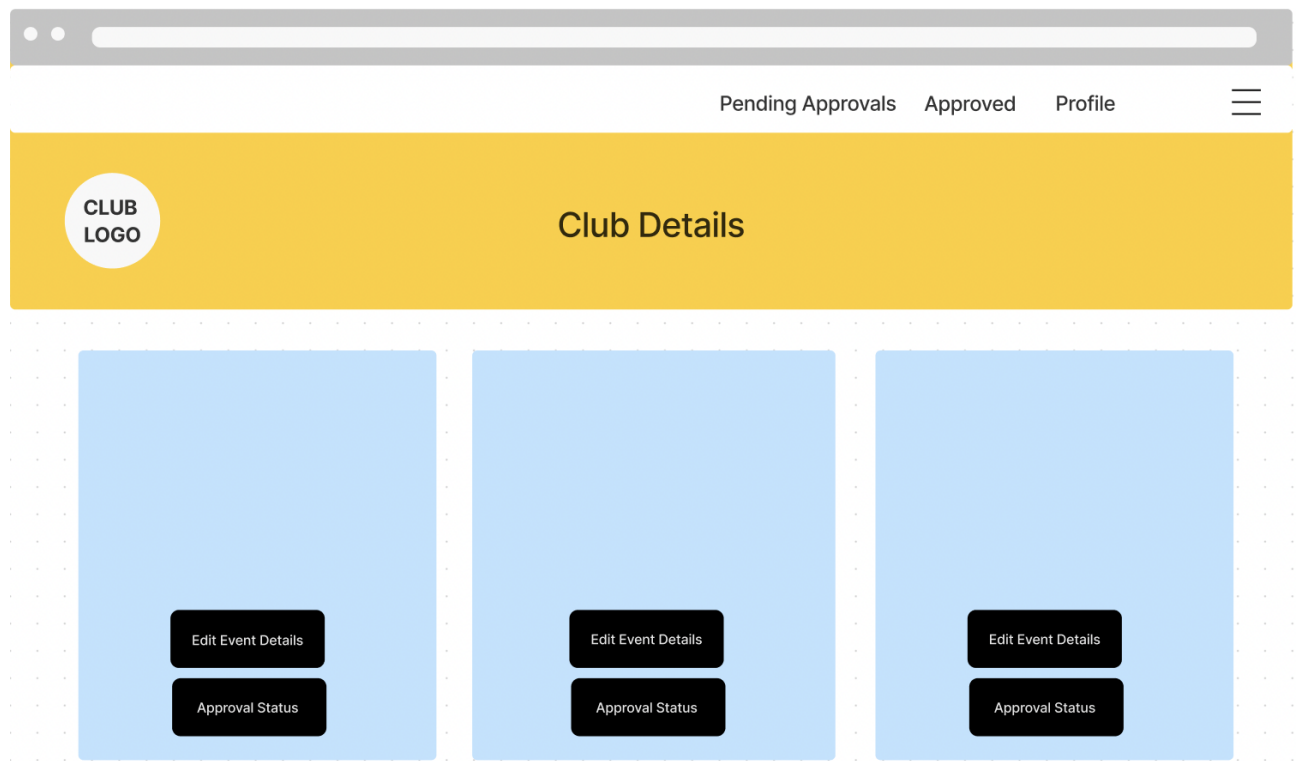 Pending Approvals Approved Profile
CLUB
LOGO
Club Details
Edit Event Details
Approval Status
Edit Event Details
Approval Status
Edit Event Details
Approval Status